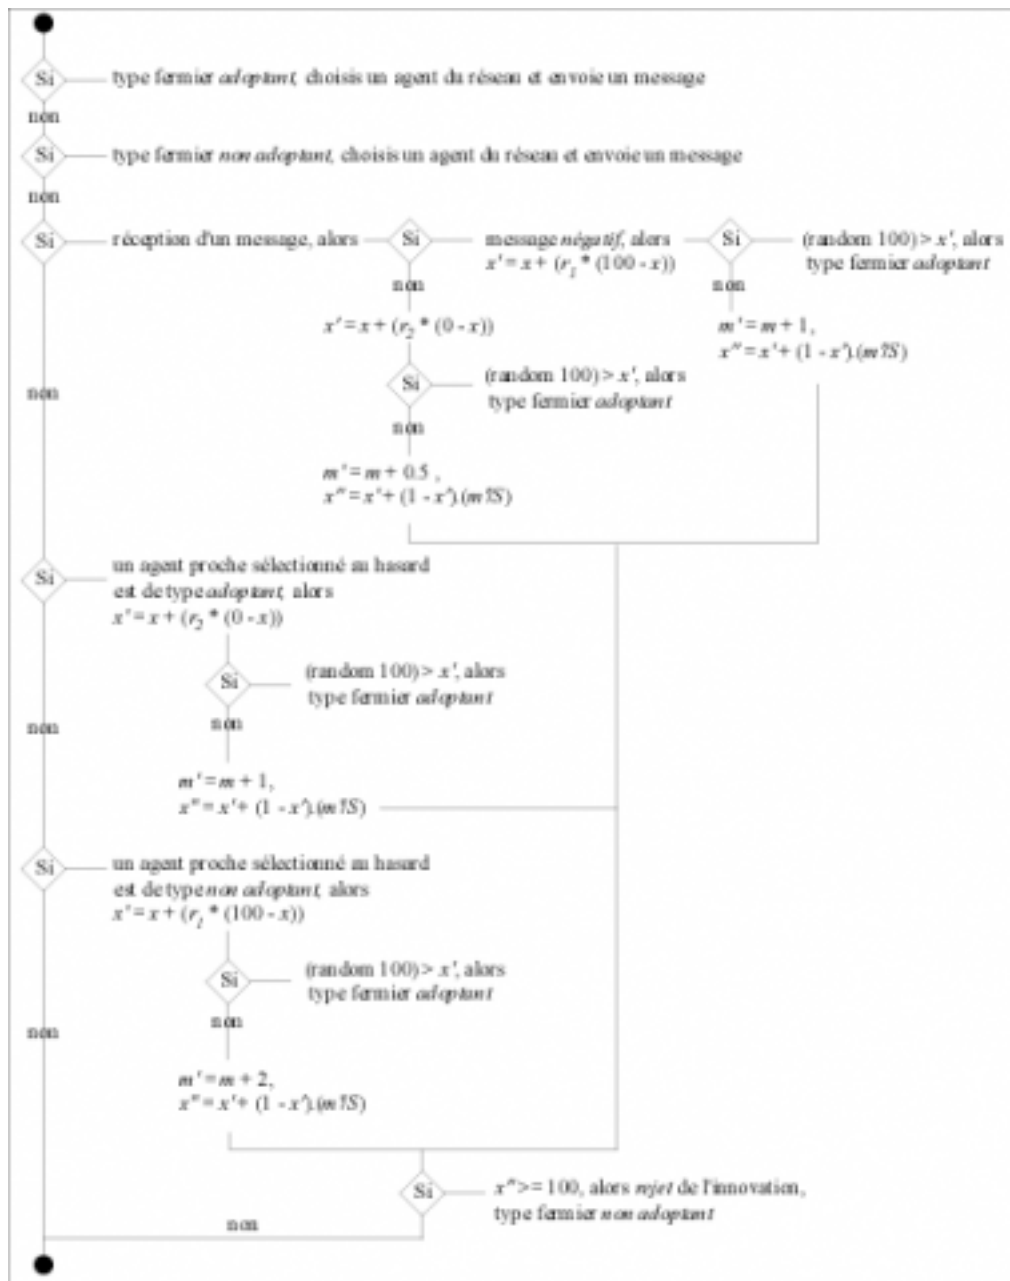 Si
type fermier adoptant, choisis un agent du réseau et envoie un message
non
Si
type fermier non adoptant, choisis un agent du réseau et envoie un message
non
Si
réception d'un message, alors
Si
message négatif, alors
x' = x + (r1 * (100 - x))
Si
(random 100) > x', alors
type fermier adoptant
non
m' = m + 1,
x'' = x' + (1 - x').(m'/S)
non
x' = x + (r2 * (0 - x))
Si
(random 100) > x', alors
type fermier adoptant
non
m' = m + 0.5 ,
x'' = x' + (1 - x').(m'/S)
non
Si
un agent proche sélectionné au hasard
est de type adoptant, alors
x' = x + (r2 * (0 - x))
Si
(random 100) > x', alors
type fermier adoptant
non
m' = m + 1,
x'' = x' + (1 - x').(m'/S)
non
Si
un agent proche sélectionné au hasard
est de type non adoptant, alors
x' = x + (r1 * (100 - x))
Si
(random 100) > x', alors
type fermier adoptant
non
m' = m + 2,
x'' = x' + (1 - x').(m'/S)
non
Si
x'' >= 100, alors rejet de l'innovation,
type fermier non adoptant
non